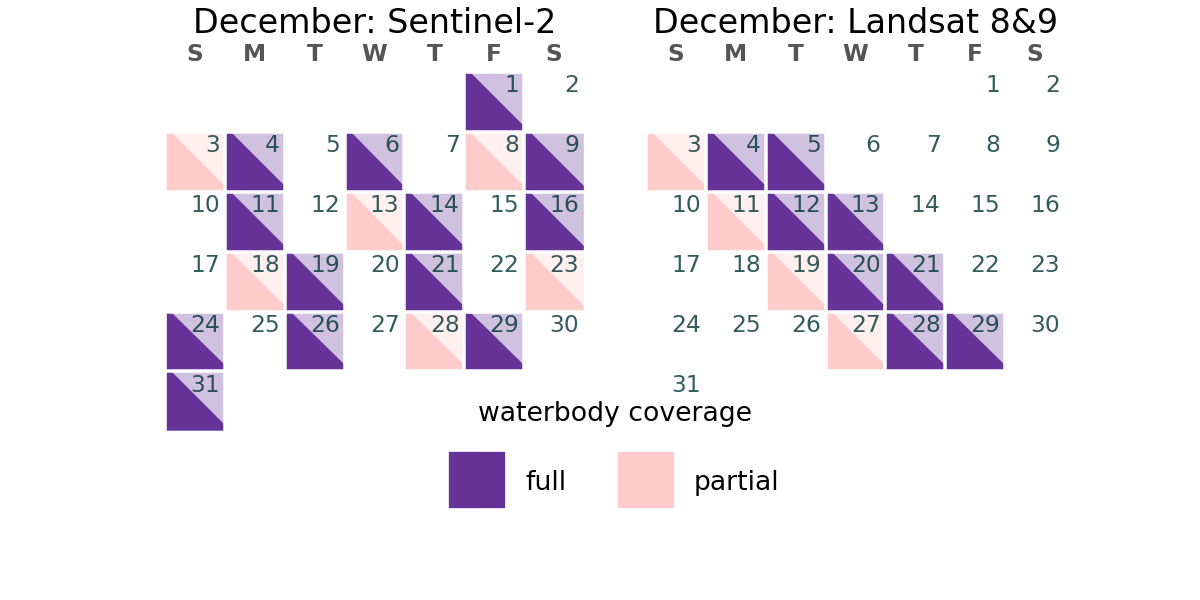 December: Sentinel-2
S M T W T F S
1 2
3 4 5 6 7 8 9
10 11 12 13 14 15 16
17 18 19 20 21 22 23
24 25 26 27 28 29 30
31
December: Landsat 8&9
S M T W T F S
1 2
3 4 5 6 7 8 9
10 11 12 13 14 15 16
17 18 19 20 21 22 23
24 25 26 27 28 29 30
31
waterbody coverage
full partial